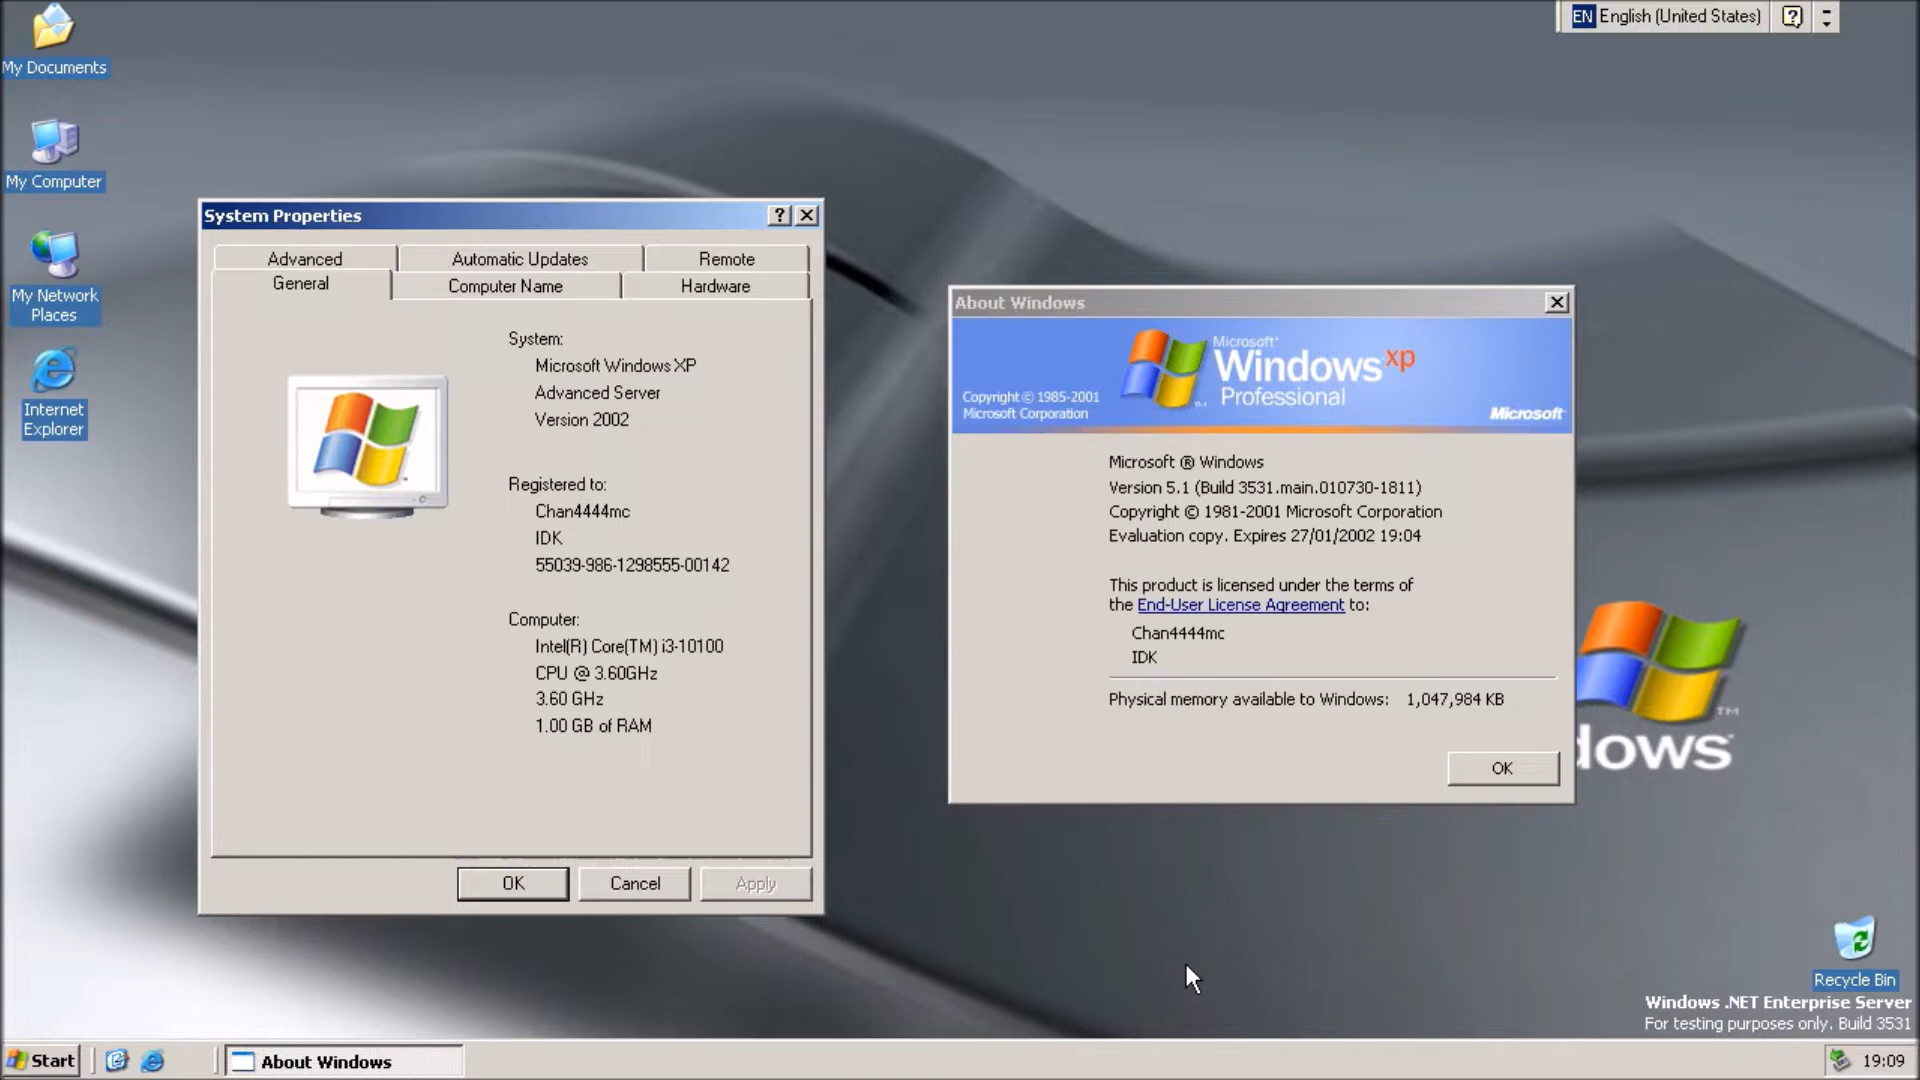 My Documents
My Computer
My Network
Places
Internet
Explorer
EN English (United States)
System Properties
Advanced
Automatic Updates
Remote
General
Computer Name
Hardware
System:
Microsoft Windows XP
Advanced Server
Version 2002
Registered to:
Chan4444mc
IDK
55039-986-1298555-00142
Computer:
Intel(R) Core(TM) i3-10100
CPU @ 3.60GHz
3.60 GHz
1.00 GB of RAM
OK
Cancel
Apply
About Windows
Copyright © 1985-2001
Microsoft Corporation
Microsoft®
Windows xp
Professional
Microsoft
Microsoft ® Windows
Version 5.1 (Build 3531.main.010730-1811)
Copyright © 1981-2001 Microsoft Corporation
Evaluation copy. Expires 27/01/2002 19:04
This product is licensed under the terms of
the End-User License Agreement to:
Chan4444mc
IDK
Physical memory available to Windows: 1,047,984 KB
OK
dows
Recycle Bin
Windows .NET Enterprise Server
For testing purposes only. Build 3531
Start
About Windows
19:09